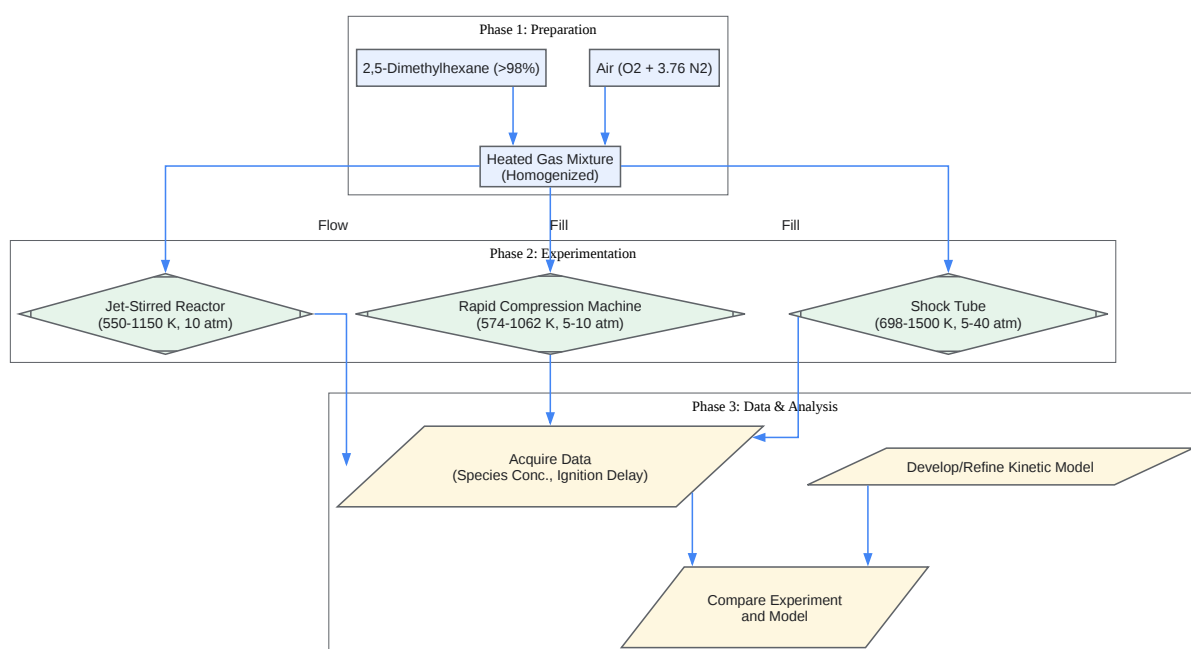 Phase 1: Preparation
2,5-Dimethylhexane (>98%)
Air (O2 + 3.76 N2)
Heated Gas Mixture
(Homogenized)
Flow
Fill
Fill
Phase 2: Experimentation
Jet-Stirred Reactor
(550-1150 K, 10 atm)
Rapid Compression Machine
(574-1062 K, 5-10 atm)
Shock Tube
(698-1500 K, 5-40 atm)
Phase 3: Data & Analysis
Acquire Data
(Species Conc., Ignition Delay)
Develop/Refine Kinetic Model
Compare Experiment
and Model